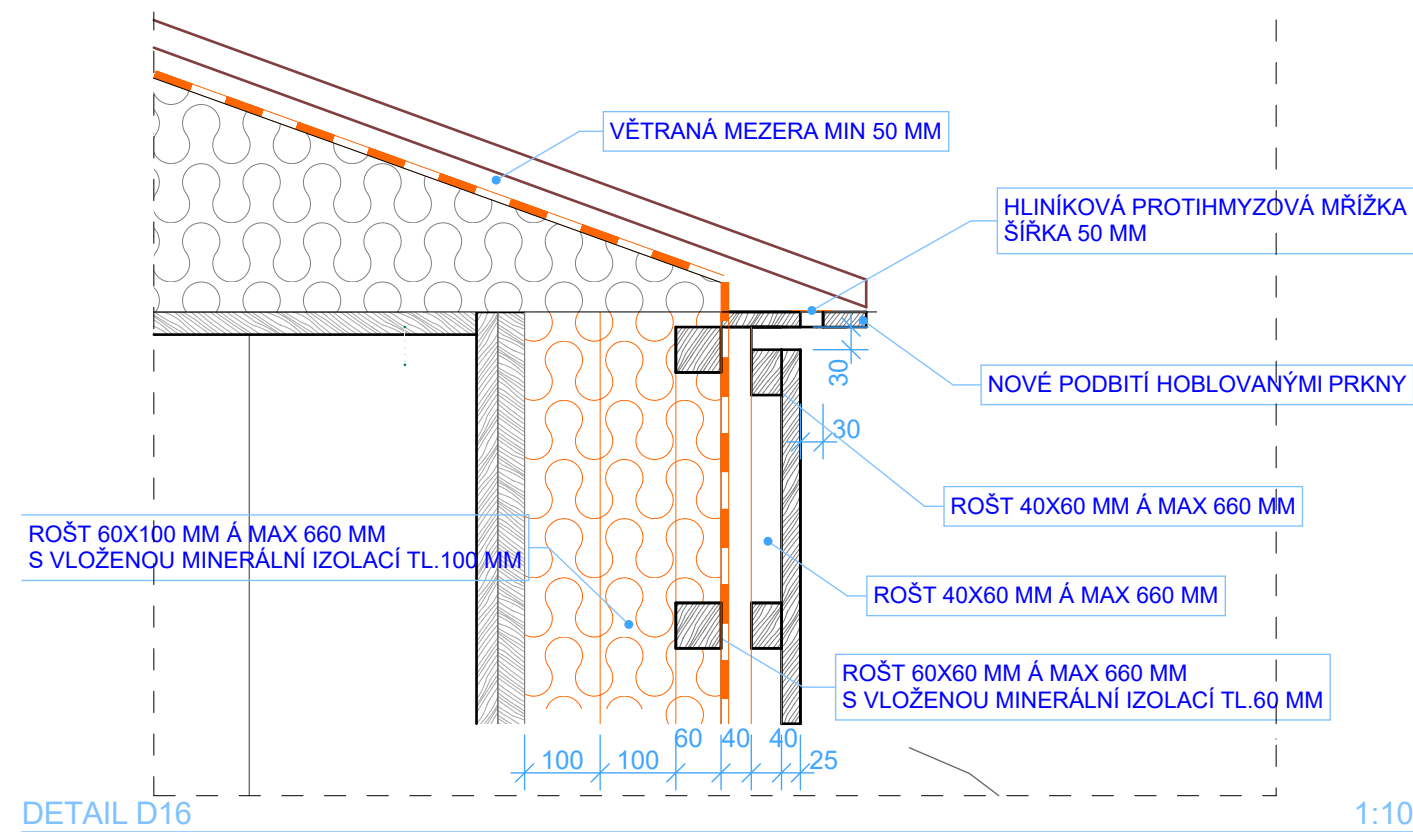 VĚTRANÁ MEZERA MIN 50 MM
HLINÍKOVÁ PROTIHMYZOVÁ MŘÍŽKA
ŠÍŘKA 50 MM
30
NOVÉ PODBITÍ HOBLOVANÝMI PRKNY
30
ROŠT 40X60 MM Á MAX 660 MM
ROŠT 60X100 MM Á MAX 660 MM
S VLOŽENOU MINERÁLNÍ IZOLACÍ TL.100 MM
ROŠT 40X60 MM Á MAX 660 MM
ROŠT 60X60 MM Á MAX 660 MM
S VLOŽENOU MINERÁLNÍ IZOLACÍ TL.60 MM
60 40 40
100 100 25
DETAIL D16 1:10